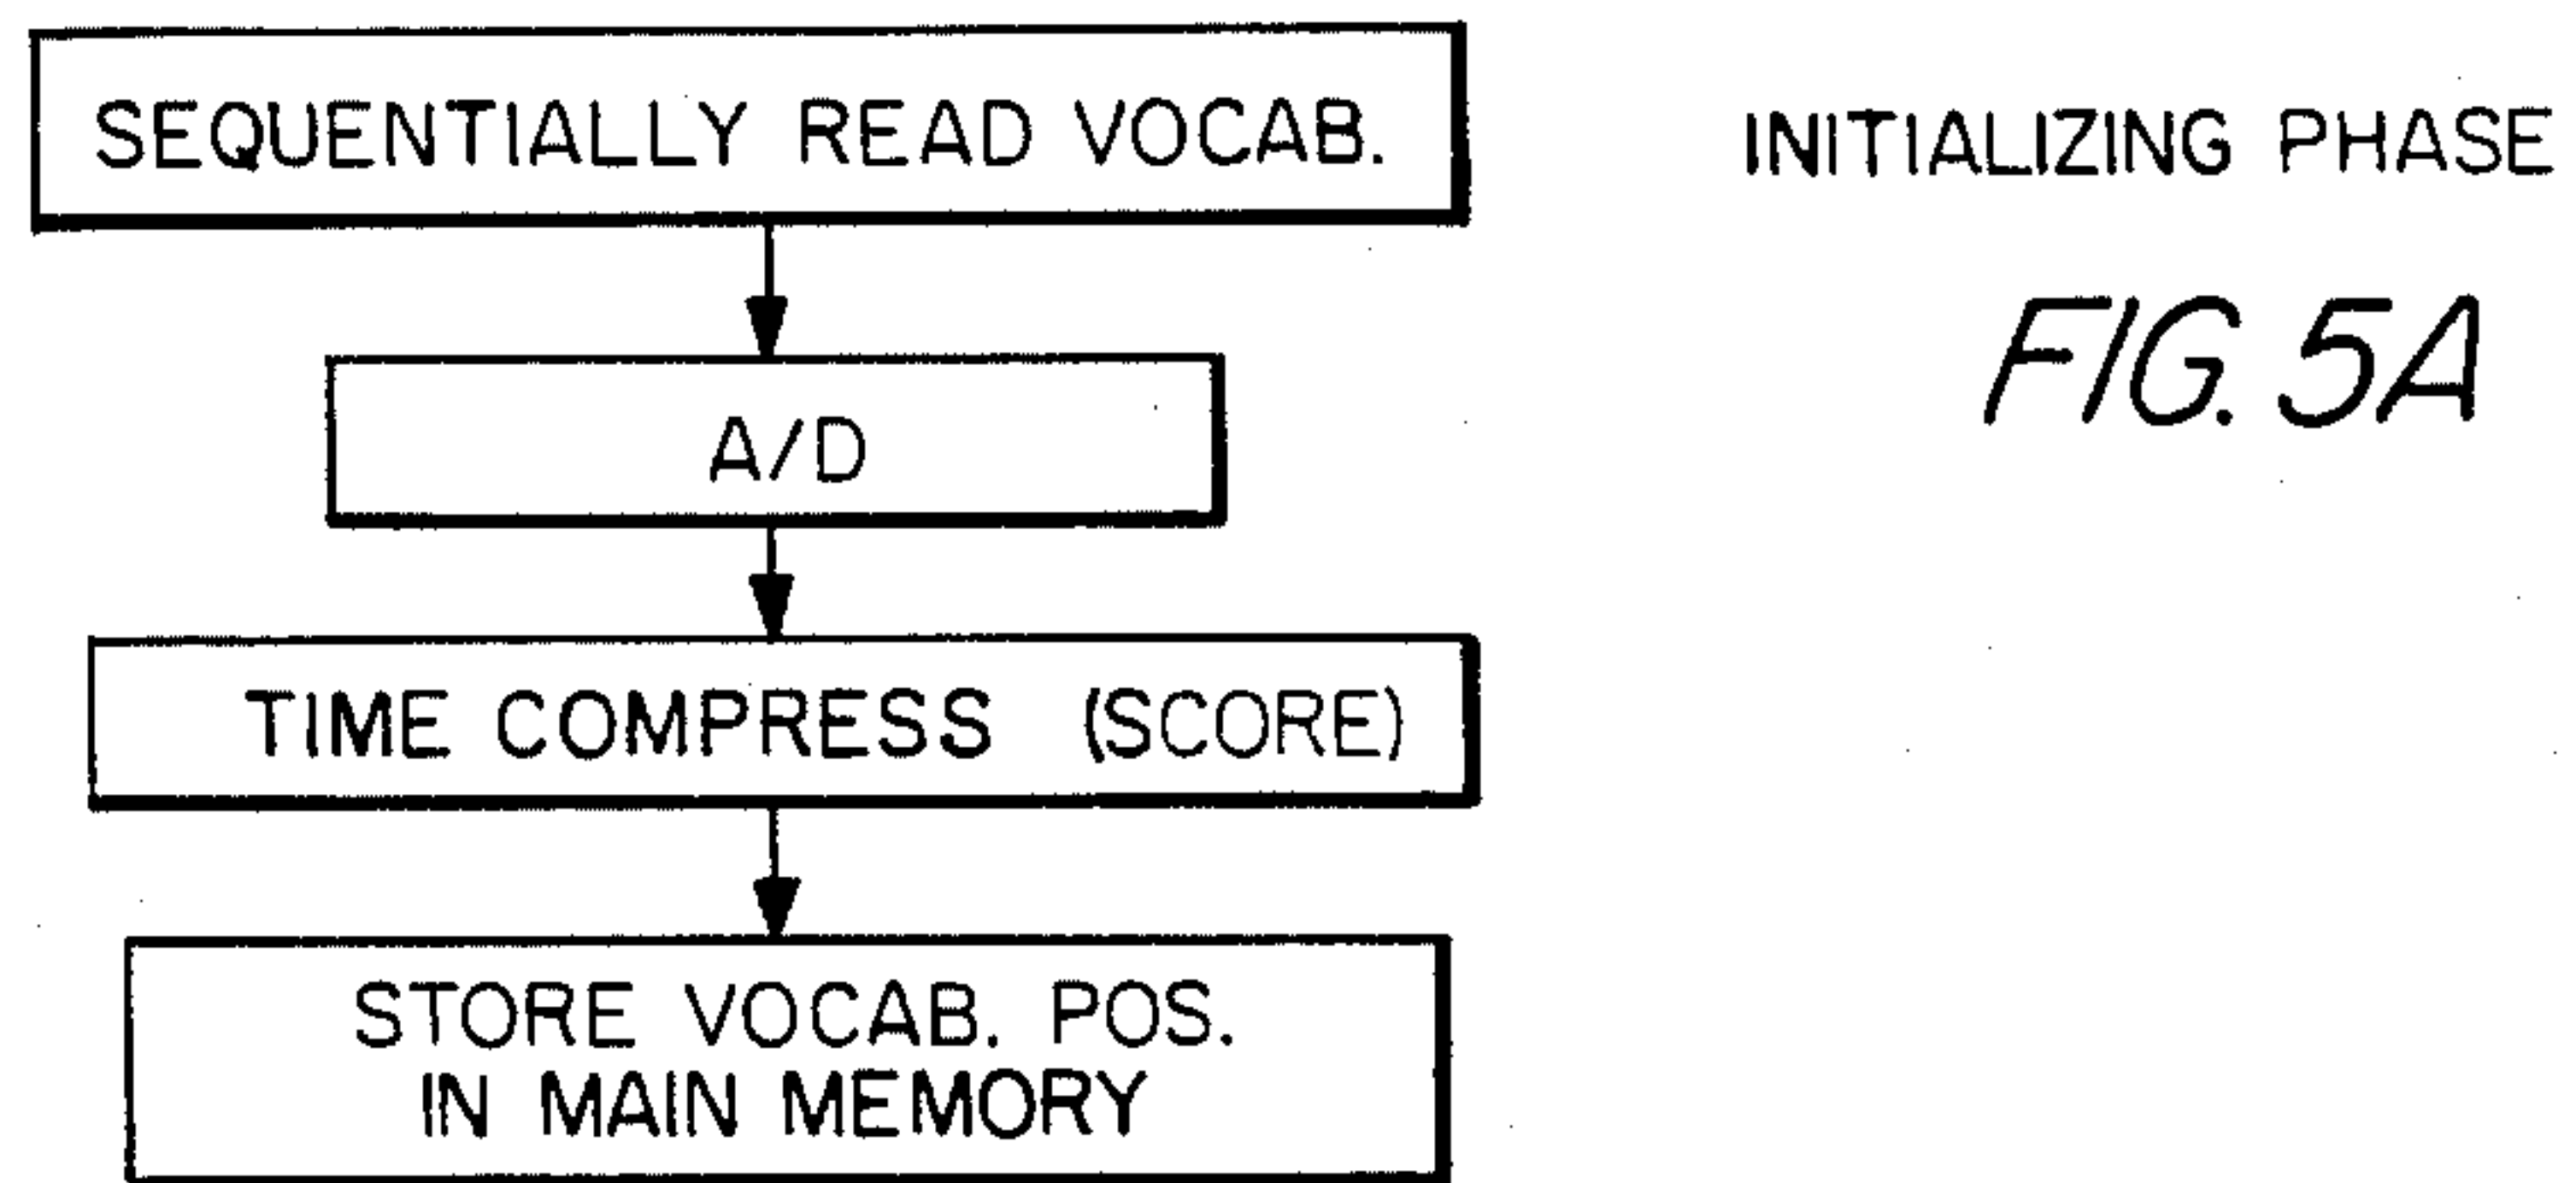 SEQUENTIALLY READ VOCAB.
INITIALIZING PHASE
FIG. 5A
A/D
TIME COMPRESS (SCORE)
STORE VOCAB. POS.
IN MAIN MEMORY